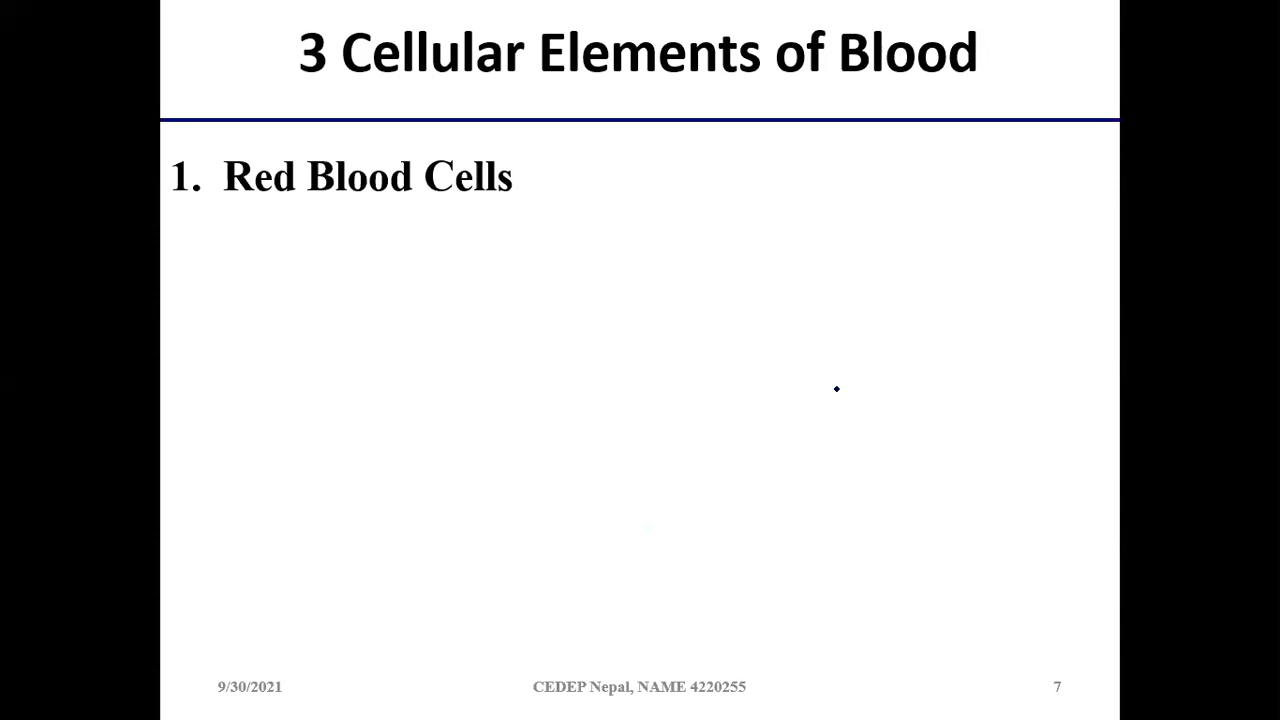 3 Cellular Elements of Blood
1. Red Blood Cells
9/30/2021
CEDEP Nepal, NAME 4220255
7